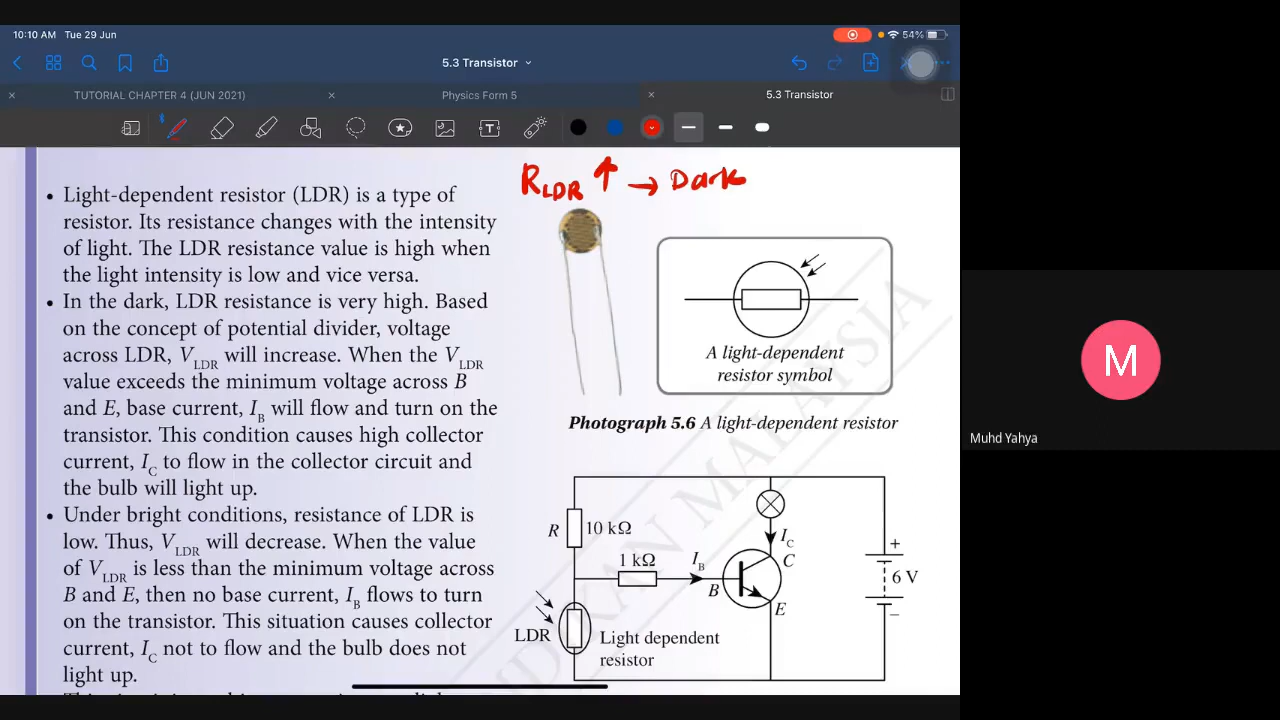 10:10 AM Tue 29 Jun
54%
5.3 Transistor
TUTORIAL CHAPTER 4 (JUN 2021)
Physics Form 5
5.3 Transistor
RLDR ↑ → Dark
• Light-dependent resistor (LDR) is a type of
resistor. Its resistance changes with the intensity
of light. The LDR resistance value is high when
the light intensity is low and vice versa.
• In the dark, LDR resistance is very high. Based
on the concept of potential divider, voltage
across LDR, VLDR will increase. When the VLDR
value exceeds the minimum voltage across B
and E, base current, IB will flow and turn on the
transistor. This condition causes high collector
current, IC to flow in the collector circuit and
the bulb will light up.
• Under bright conditions, resistance of LDR is
low. Thus, VLDR will decrease. When the value
of VLDR is less than the minimum voltage across
B and E, then no base current, IB flows to turn
on the transistor. This situation causes collector
current, IC not to flow and the bulb does not
light up.
A light-dependent
resistor symbol
Photograph 5.6 A light-dependent resistor
R
10 kΩ
1 kΩ
IB
IC
C
B
E
+
6 V
−
LDR
Light dependent
resistor
DIKAN MALAYSIA
M
Muhd Yahya